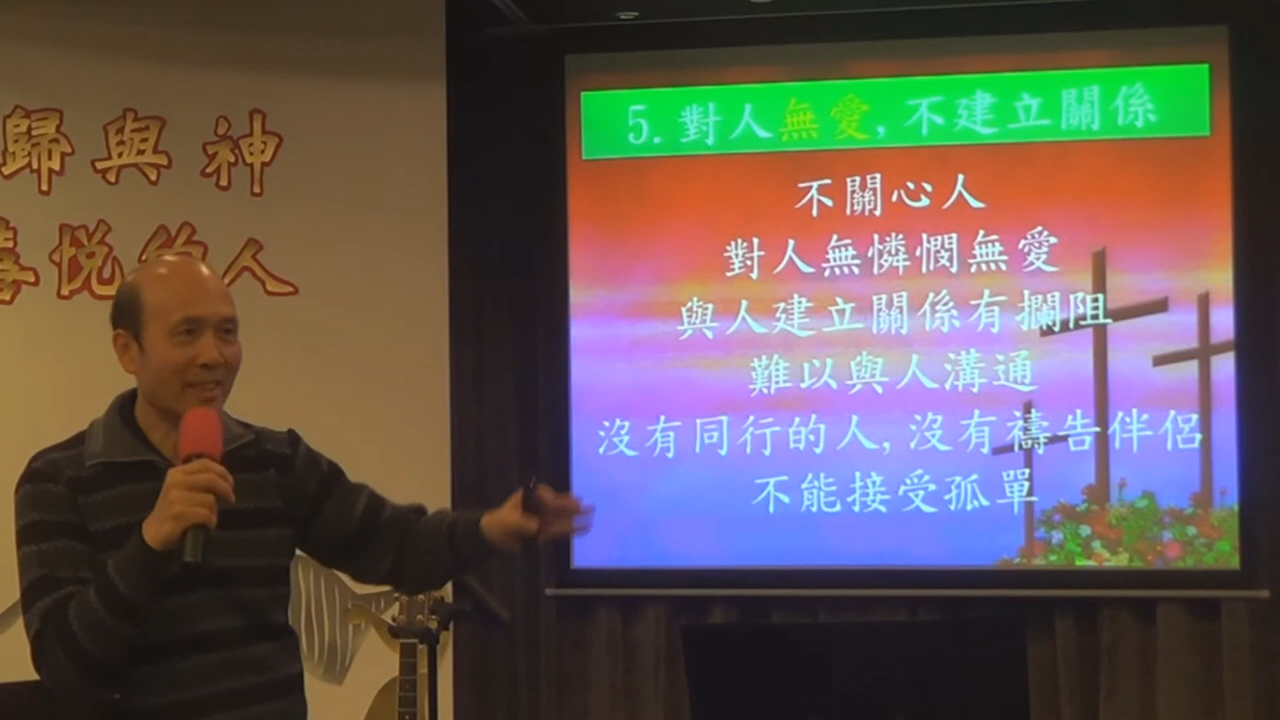 歸與神
喜悅的人
5.對人無愛,不建立關係
不關心人
對人無憐憫無愛
與人建立關係有攔阻
難以與人溝通
沒有同行的人,沒有禱告伴侶
不能接受孤單